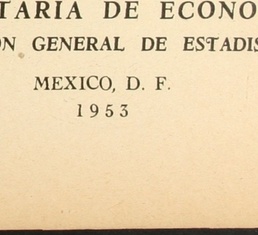 TARIA DE ECONO
ON GENERAL DE ESTADIS
MEXICO, D. F.
1953